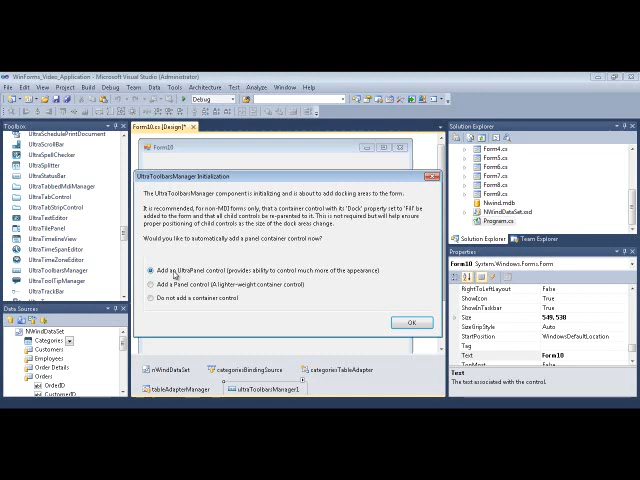 WinForms_Video_Application - Microsoft Visual Studio (Administrator)
File Edit View Project Build Debug Team Data Tools Architecture Test Analyze Window Help
Debug
Toolbox
UltraSchedulePrintDocument
UltraScrollBar
UltraSpellChecker
UltraSplitter
UltraStatusBar
UltraTabbedMdiManager
UltraTabControl
UltraTabStripControl
UltraTextEditor
UltraTilePanel
UltraTimelineView
UltraTimeSpanEditor
UltraTimeZoneEditor
UltraToolbarsManager
UltraToolTipManager
UltraTrackBar
Data Sources
NWindDataSet
Categories
Customers
Employees
Order Details
Orders
OrderID
CustomerID
Form10.cs [Design]*
Form10
UltraToolbarsManager Initialization
The UltraToolbarsManager component is initializing and is about to add docking areas to the form.
It is recommended, for non-MDI forms only, that a container control with its 'Dock' property set to 'Fill' be
added to the form and that all child controls be re-parented to it. This is not required but will help ensure
proper positioning of child controls as the size of the dock areas change.
Would you like to automatically add a panel container control now?
Add an UltraPanel control (provides ability to control much more of the appearance)
Add a Panel control (A lighter-weight container control)
Do not add a container control
OK
nWindDataSet
categoriesBindingSource
categoriesTableAdapter
tableAdapterManager
ultraToolbarsManager1
Solution Explorer
Form4.cs
Form5.cs
Form6.cs
Form7.cs
Form8.cs
Form9.cs
Nwind.mdb
NWindDataSet.xsd
Program.cs
Solution Explorer
Team Explorer
Properties
Form10 System.Windows.Forms.Form
RightToLeftLayout False
ShowIcon True
ShowInTaskbar True
Size 549, 538
SizeGripStyle Auto
StartPosition WindowsDefaultLocation
Tag
Text Form10
TopMost False
Text
The text associated with the control.